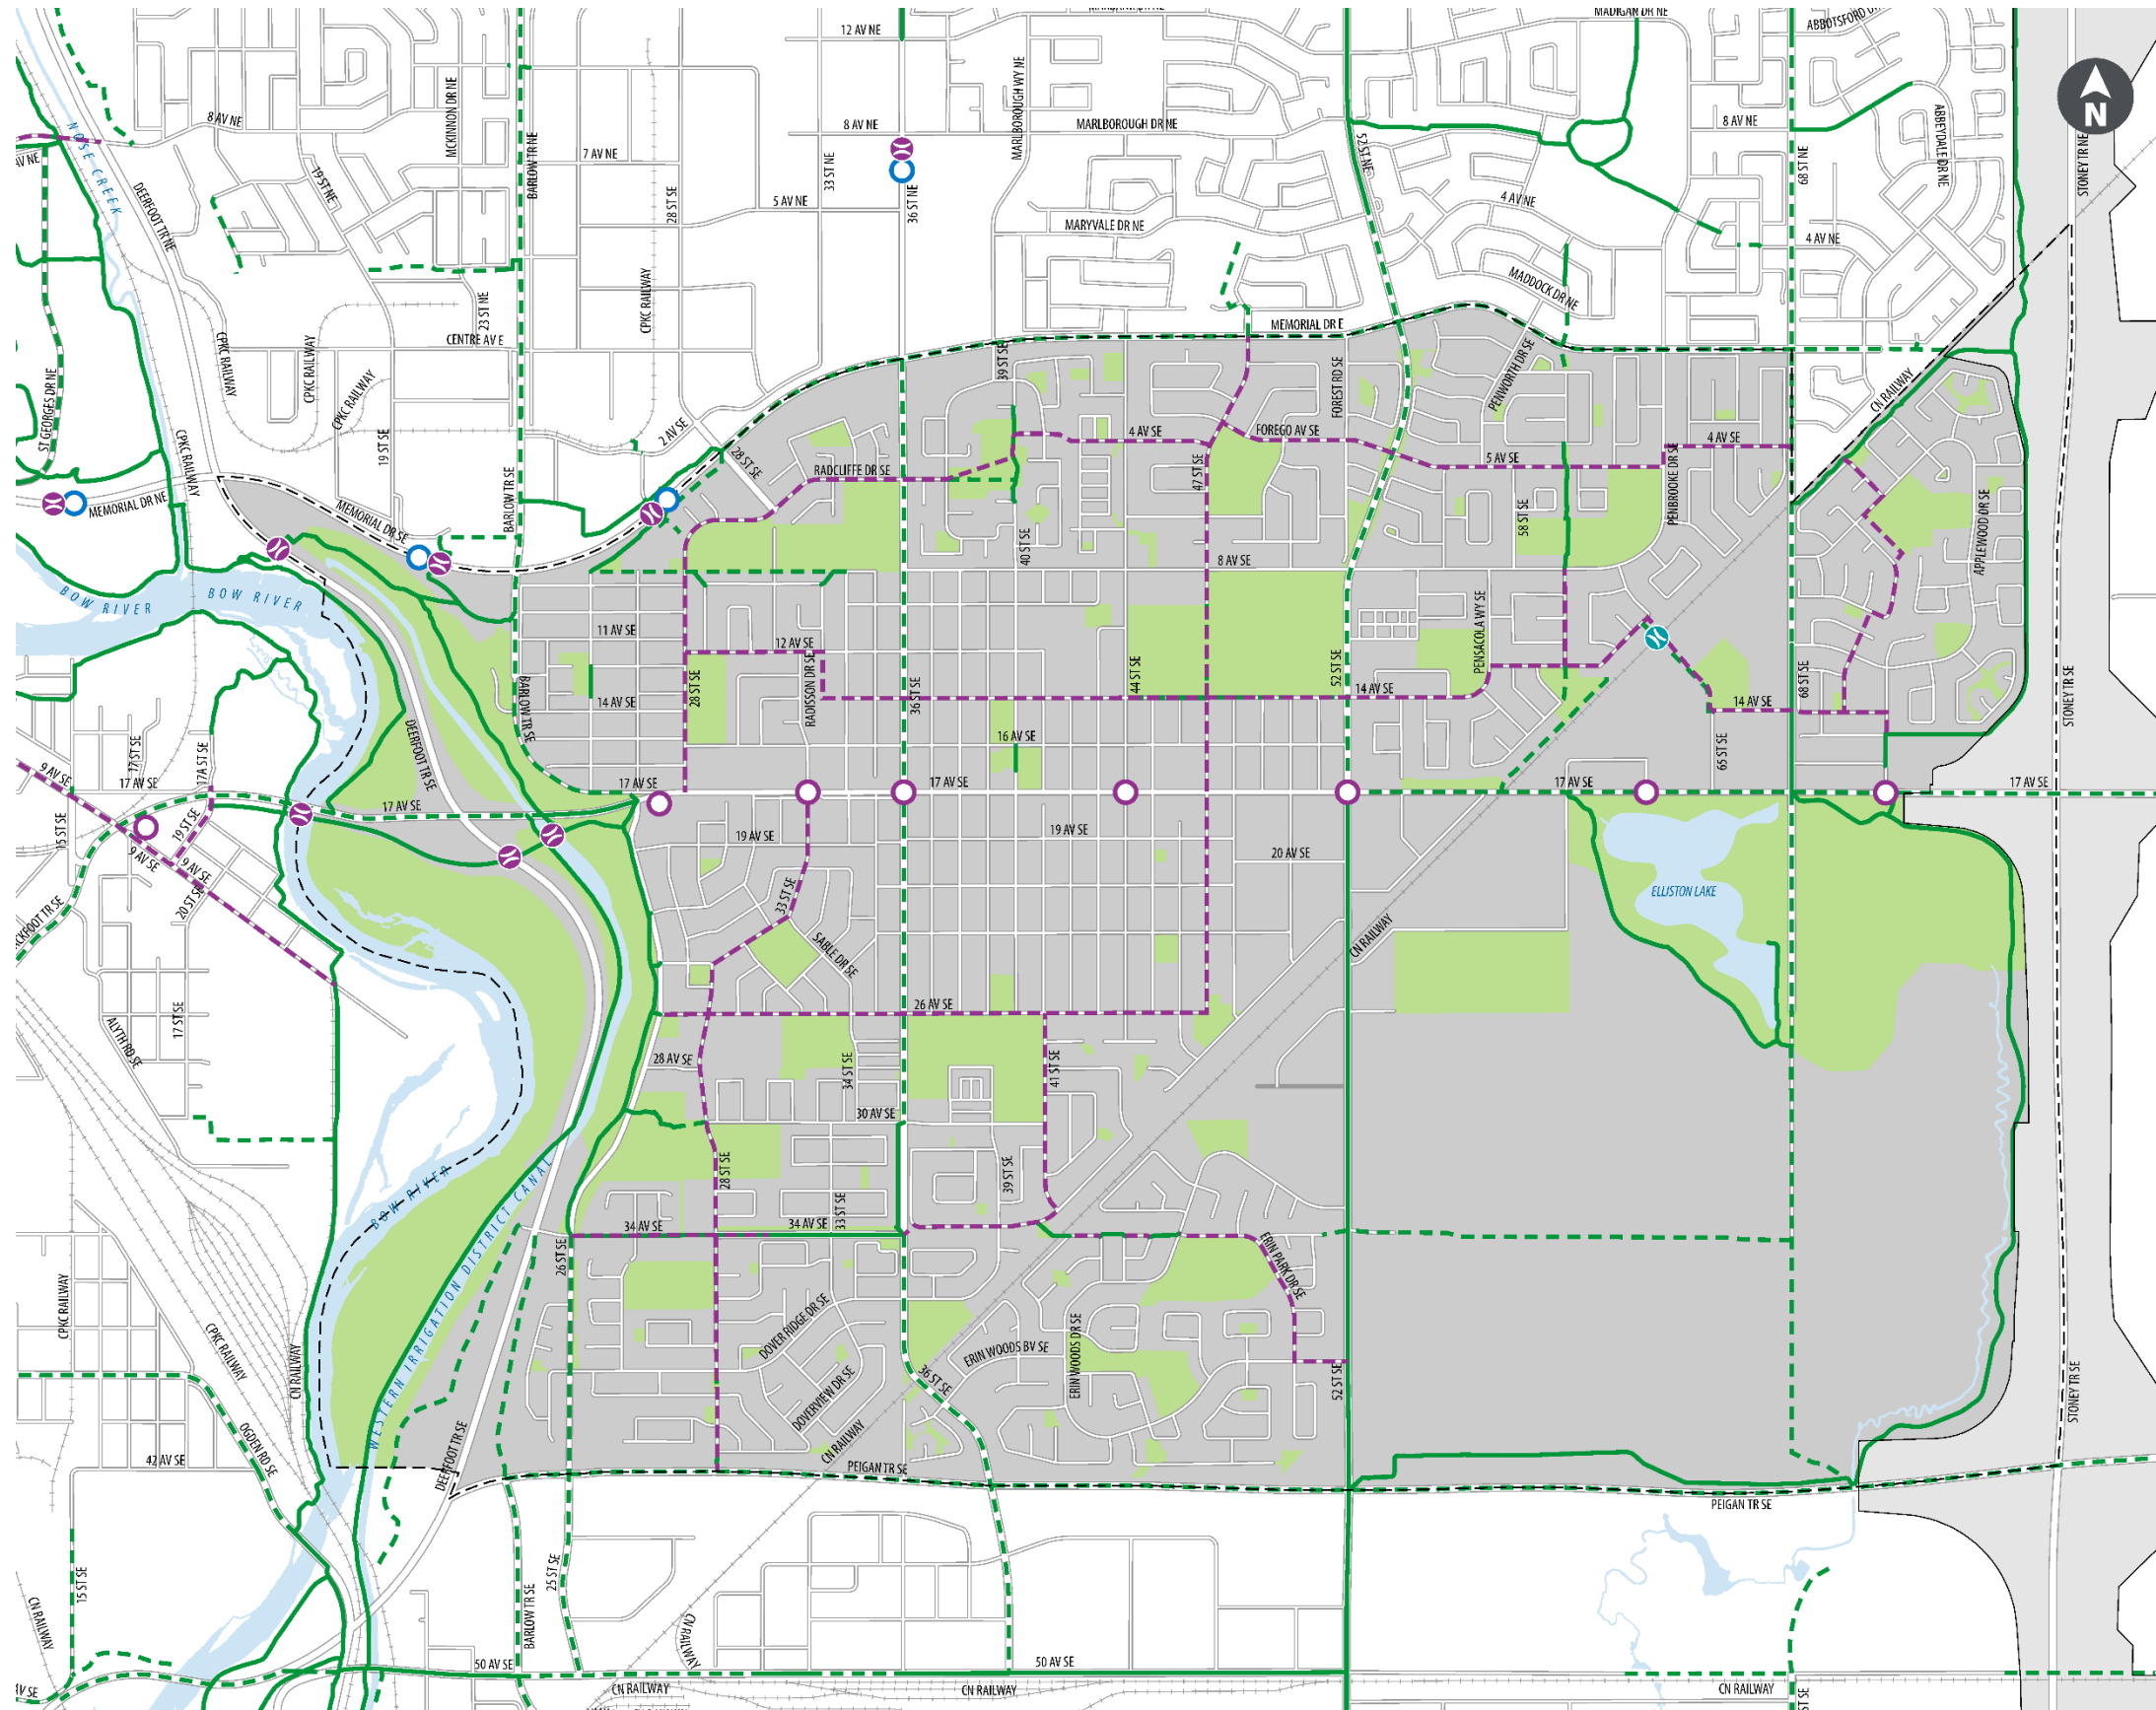 12 AV NE
MADIGAN DR NE
8 AV NE
MCKINNON DR NE
BARLOW TR NE
7 AV NE
8 AV NE
MARLBOROUGH WY NE
MARLBOROUGH DR NE
52 ST NE
8 AV NE
68 ST NE
ABBEYDALE DR NE
N
STONEY TR NE
NOSE CREEK
DEERFOOT TR NE
19 ST NE
28 ST SE
33 ST NE
5 AV NE
36 ST NE
MARYVALE DR NE
4 AV NE
4 AV NE
MADDOCK DR NE
CPKC RAILWAY
23 ST NE
CENTRE AV E
MEMORIAL DR E
CPKC RAILWAY
CPKC RAILWAY
CPKC RAILWAY
ST GEORGES DR NE
39 ST SE
FOREST RD SE
PENWORTH DR SE
CN RAILWAY
2 AV SE
19 ST SE
CPKC RAILWAY
28 ST SE
RADCLIFFE DR SE
4 AV SE
FOREGO AV SE
47 ST SE
5 AV SE
4 AV SE
PENBROOKE DR SE
MEMORIAL DR NE
MEMORIAL DR SE
BARLOW TR SE
40 ST SE
8 AV SE
58 ST SE
APPLEWOOD DR SE
BOW RIVER
BOW RIVER
11 AV SE
12 AV SE
PENSACOLA WY SE
14 AV SE
28 ST SE
RADISSON DR SE
36 ST SE
44 ST SE
52 ST SE
14 AV SE
68 ST SE
14 AV SE
STONEY TR SE
BARLOW TR SE
16 AV SE
65 ST SE
DEERFOOT TR SE
17 ST SE
17A ST SE
9 AV SE
17 AV SE
17 AV SE
17 AV SE
17 AV SE
17 AV SE
17 AV SE
15 ST SE
19 ST SE
9 AV SE
9 AV SE
20 ST SE
19 AV SE
19 AV SE
20 AV SE
33 ST SE
SABLE DR SE
CN RAILWAY
ELLISTON LAKE
26 AV SE
17 ST SE
ALYTH RD SE
28 AV SE
34 ST SE
41 ST SE
30 AV SE
28 ST SE
33 ST SE
39 ST SE
BOW RIVER
WESTERN IRRIGATION DISTRICT CANAL
34 AV SE
34 AV SE
26 ST SE
ERIN PARK DR SE
CPKC RAILWAY
CPKC RAILWAY
CN RAILWAY
DOVER RIDGE DR SE
DOVERVIEW DR SE
ERIN WOODS BV SE
ERIN WOODS DR SE
36 ST SE
52 ST SE
STONEY TR SE
OGDEN RD SE
42 AV SE
DEERFOOT TR SE
CN RAILWAY
PEIGAN TR SE
PEIGAN TR SE
15 ST SE
CN RAILWAY
25 ST SE
BARLOW TR SE
CN RAILWAY
50 AV SE
50 AV SE
CN RAILWAY
CN RAILWAY
CN RAILWAY